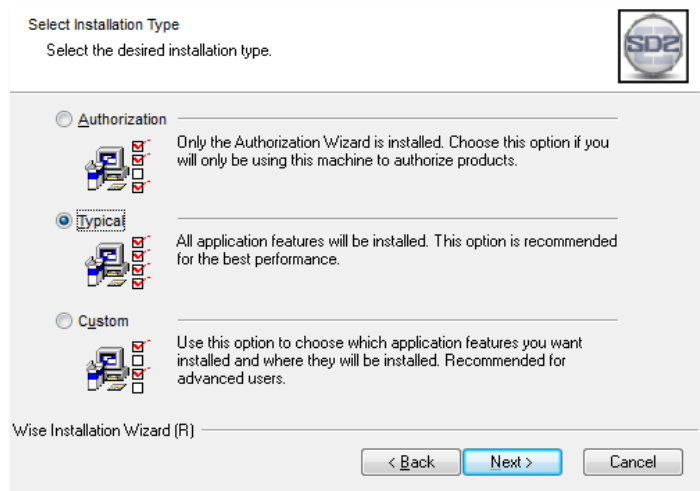 Select Installation Type
Select the desired installation type.
SD2
Authorization
Only the Authorization Wizard is installed. Choose this option if you
will only be using this machine to authorize products.
Typical
All application features will be installed. This option is recommended
for the best performance.
Custom
Use this option to choose which application features you want
installed and where they will be installed. Recommended for
advanced users.
Wise Installation Wizard (R)
< Back Next > Cancel